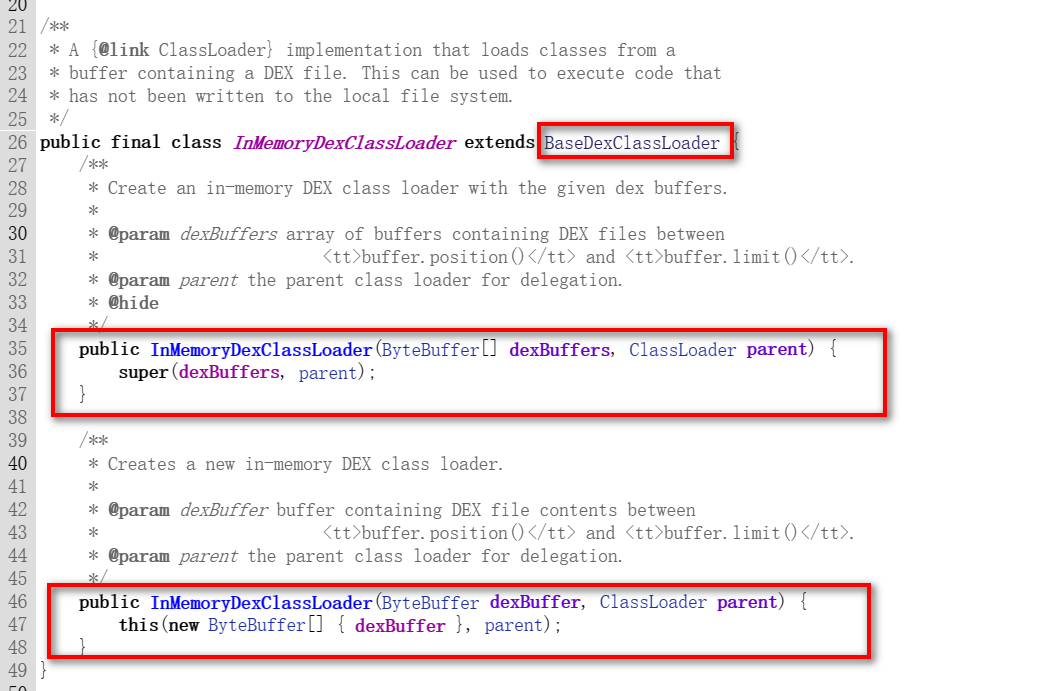 20
21 /**
22  * A {@link ClassLoader} implementation that loads classes from a
23  * buffer containing a DEX file. This can be used to execute code that
24  * has not been written to the local file system.
25  */
26 public final class InMemoryDexClassLoader extends BaseDexClassLoader {
27     /**
28      * Create an in-memory DEX class loader with the given dex buffers.
29      *
30      * @param dexBuffers array of buffers containing DEX files between
31      *                       <tt>buffer.position()</tt> and <tt>buffer.limit()</tt>.
32      * @param parent the parent class loader for delegation.
33      * @hide
34      */
35     public InMemoryDexClassLoader(ByteBuffer[] dexBuffers, ClassLoader parent) {
36         super(dexBuffers, parent);
37     }
38
39     /**
40      * Creates a new in-memory DEX class loader.
41      *
42      * @param dexBuffer buffer containing DEX file contents between
43      *                       <tt>buffer.position()</tt> and <tt>buffer.limit()</tt>.
44      * @param parent the parent class loader for delegation.
45      */
46     public InMemoryDexClassLoader(ByteBuffer dexBuffer, ClassLoader parent) {
47         this(new ByteBuffer[] { dexBuffer }, parent);
48     }
49 }
50